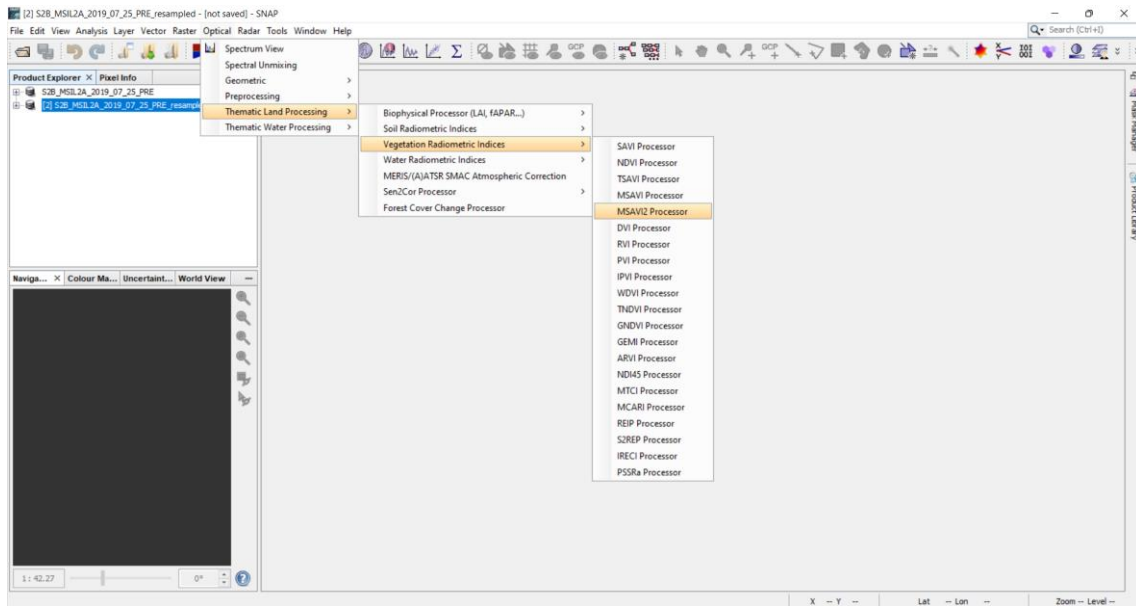 [2] S2B_MSIL2A_2019_07_25_PRE_resampled - [not saved] - SNAP
File Edit View Analysis Layer Vector Raster Optical Radar Tools Window Help
Search (Ctrl+I)
GCP
GCP
Product Explorer Pixel Info
S2B_MSIL2A_2019_07_25_PRE
[2] S2B_MSIL2A_2019_07_25_PRE_resample
Spectrum View
Spectral Unmixing
Geometric
Preprocessing
Thematic Land Processing
Thematic Water Processing
Biophysical Processor (LAI, fAPAR...)
Soil Radiometric Indices
Vegetation Radiometric Indices
Water Radiometric Indices
MERIS/(A)ATSR SMAC Atmospheric Correction
Sen2Cor Processor
Forest Cover Change Processor
SAVI Processor
NDVI Processor
TSAVI Processor
MSAVI Processor
MSAVI2 Processor
DVI Processor
RVI Processor
PVI Processor
IPVI Processor
WDVI Processor
TNDVI Processor
GNDVI Processor
GEMI Processor
ARVI Processor
NDI45 Processor
MTCI Processor
MCARI Processor
REIP Processor
S2REP Processor
IRECI Processor
PSSRa Processor
Mask Manager
Product Library
Naviga... Colour Ma... Uncertaint... World View
1 : 42,27
0°
X -- Y -- Lat -- Lon -- Zoom -- Level --